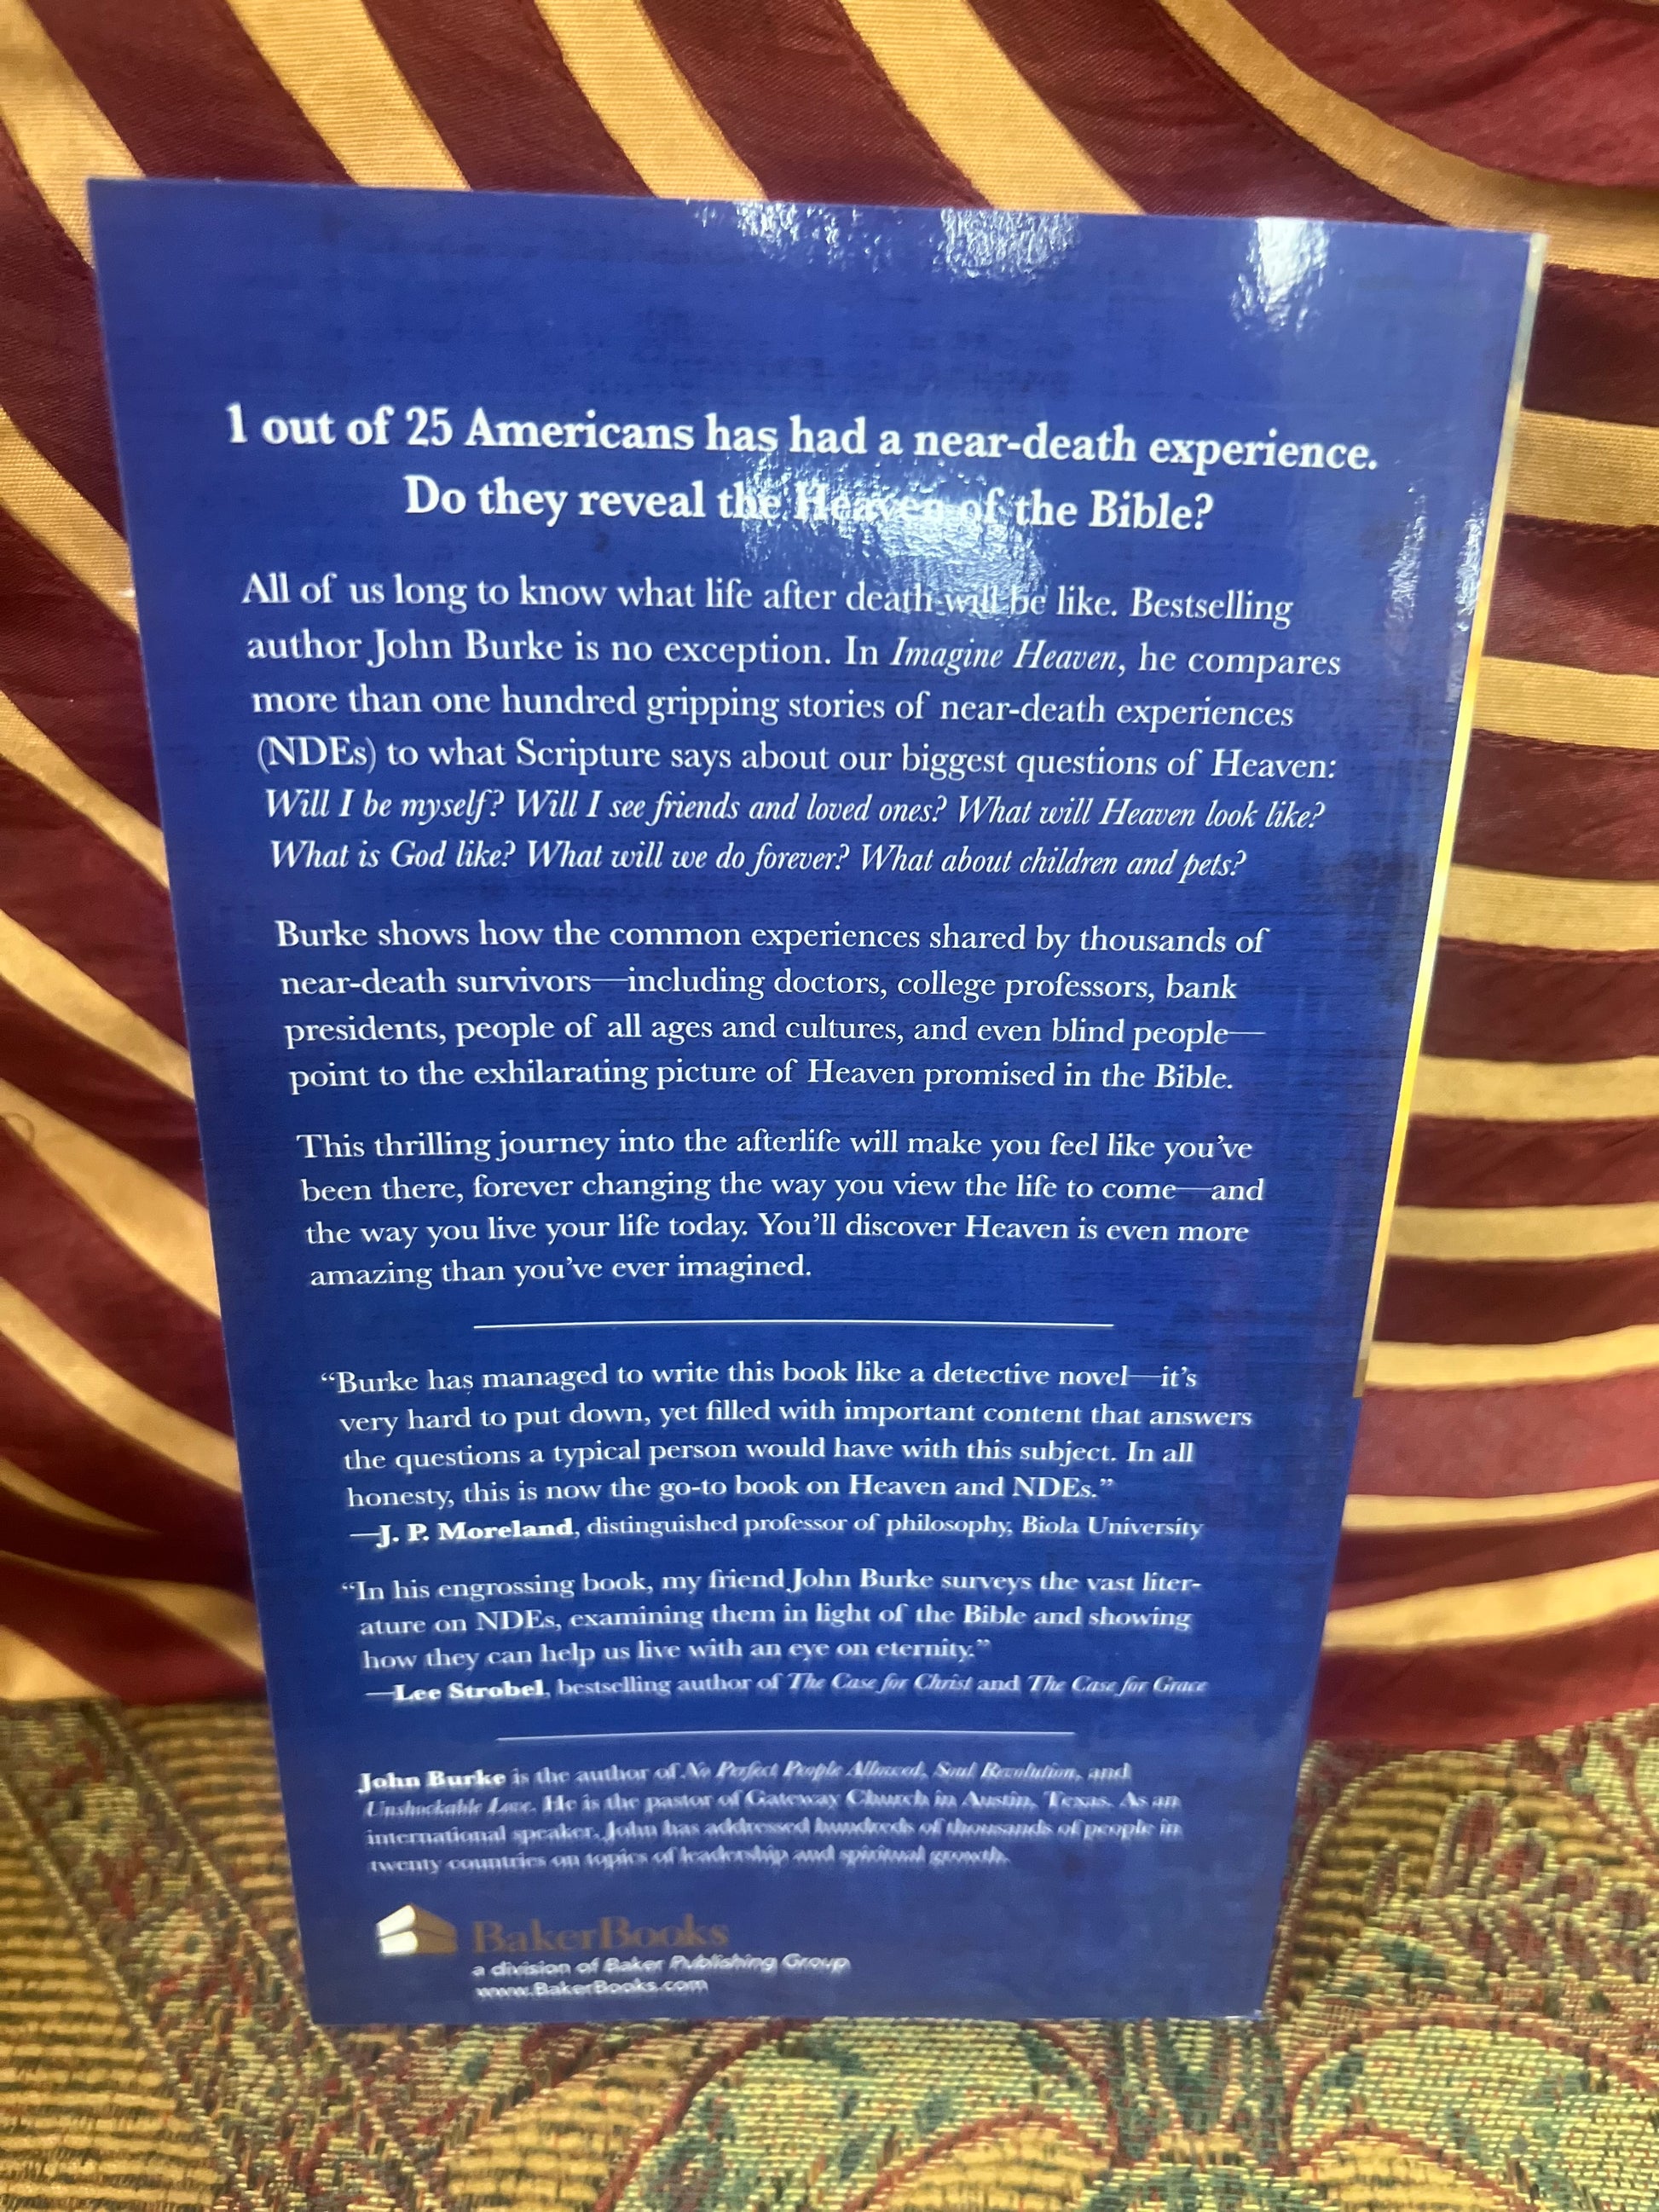 1 out of 25 Americans has had a near-death experience.
Do they reveal the Heaven of the Bible?
All of us long to know what life after death will be like. Bestselling
author John Burke is no exception. In Imagine Heaven, he compares
more than one hundred gripping stories of near-death experiences
(NDEs) to what Scripture says about our biggest questions of Heaven:
Will I be myself? Will I see friends and loved ones? What will Heaven look like?
What is God like? What will we do forever? What about children and pets?
Burke shows how the common experiences shared by thousands of
near-death survivors—including doctors, college professors, bank
presidents, people of all ages and cultures, and even blind people—
point to the exhilarating picture of Heaven promised in the Bible.
This thrilling journey into the afterlife will make you feel like you've
been there, forever changing the way you view the life to come—and
the way you live your life today. You'll discover Heaven is even more
amazing than you've ever imagined.
"Burke has managed to write this book like a detective novel—it's
very hard to put down, yet filled with important content that answers
the questions a typical person would have with this subject. In all
honesty, this is now the go-to book on Heaven and NDEs."
—J. P. Moreland, distinguished professor of philosophy, Biola University
"In his engrossing book, my friend John Burke surveys the vast liter-
ature on NDEs, examining them in light of the Bible and showing
how they can help us live with an eye on eternity."
—Lee Strobel, bestselling author of The Case for Christ and The Case for Grace
John Burke is the author of No Perfect People Allowed, Soul Revolution, and
Unshockable Love. He is the pastor of Gateway Church in Austin, Texas. As an
international speaker, John has addressed hundreds of thousands of people in
twenty countries on topics of leadership and spiritual growth.
BakerBooks
a division of Baker Publishing Group
www.BakerBooks.com